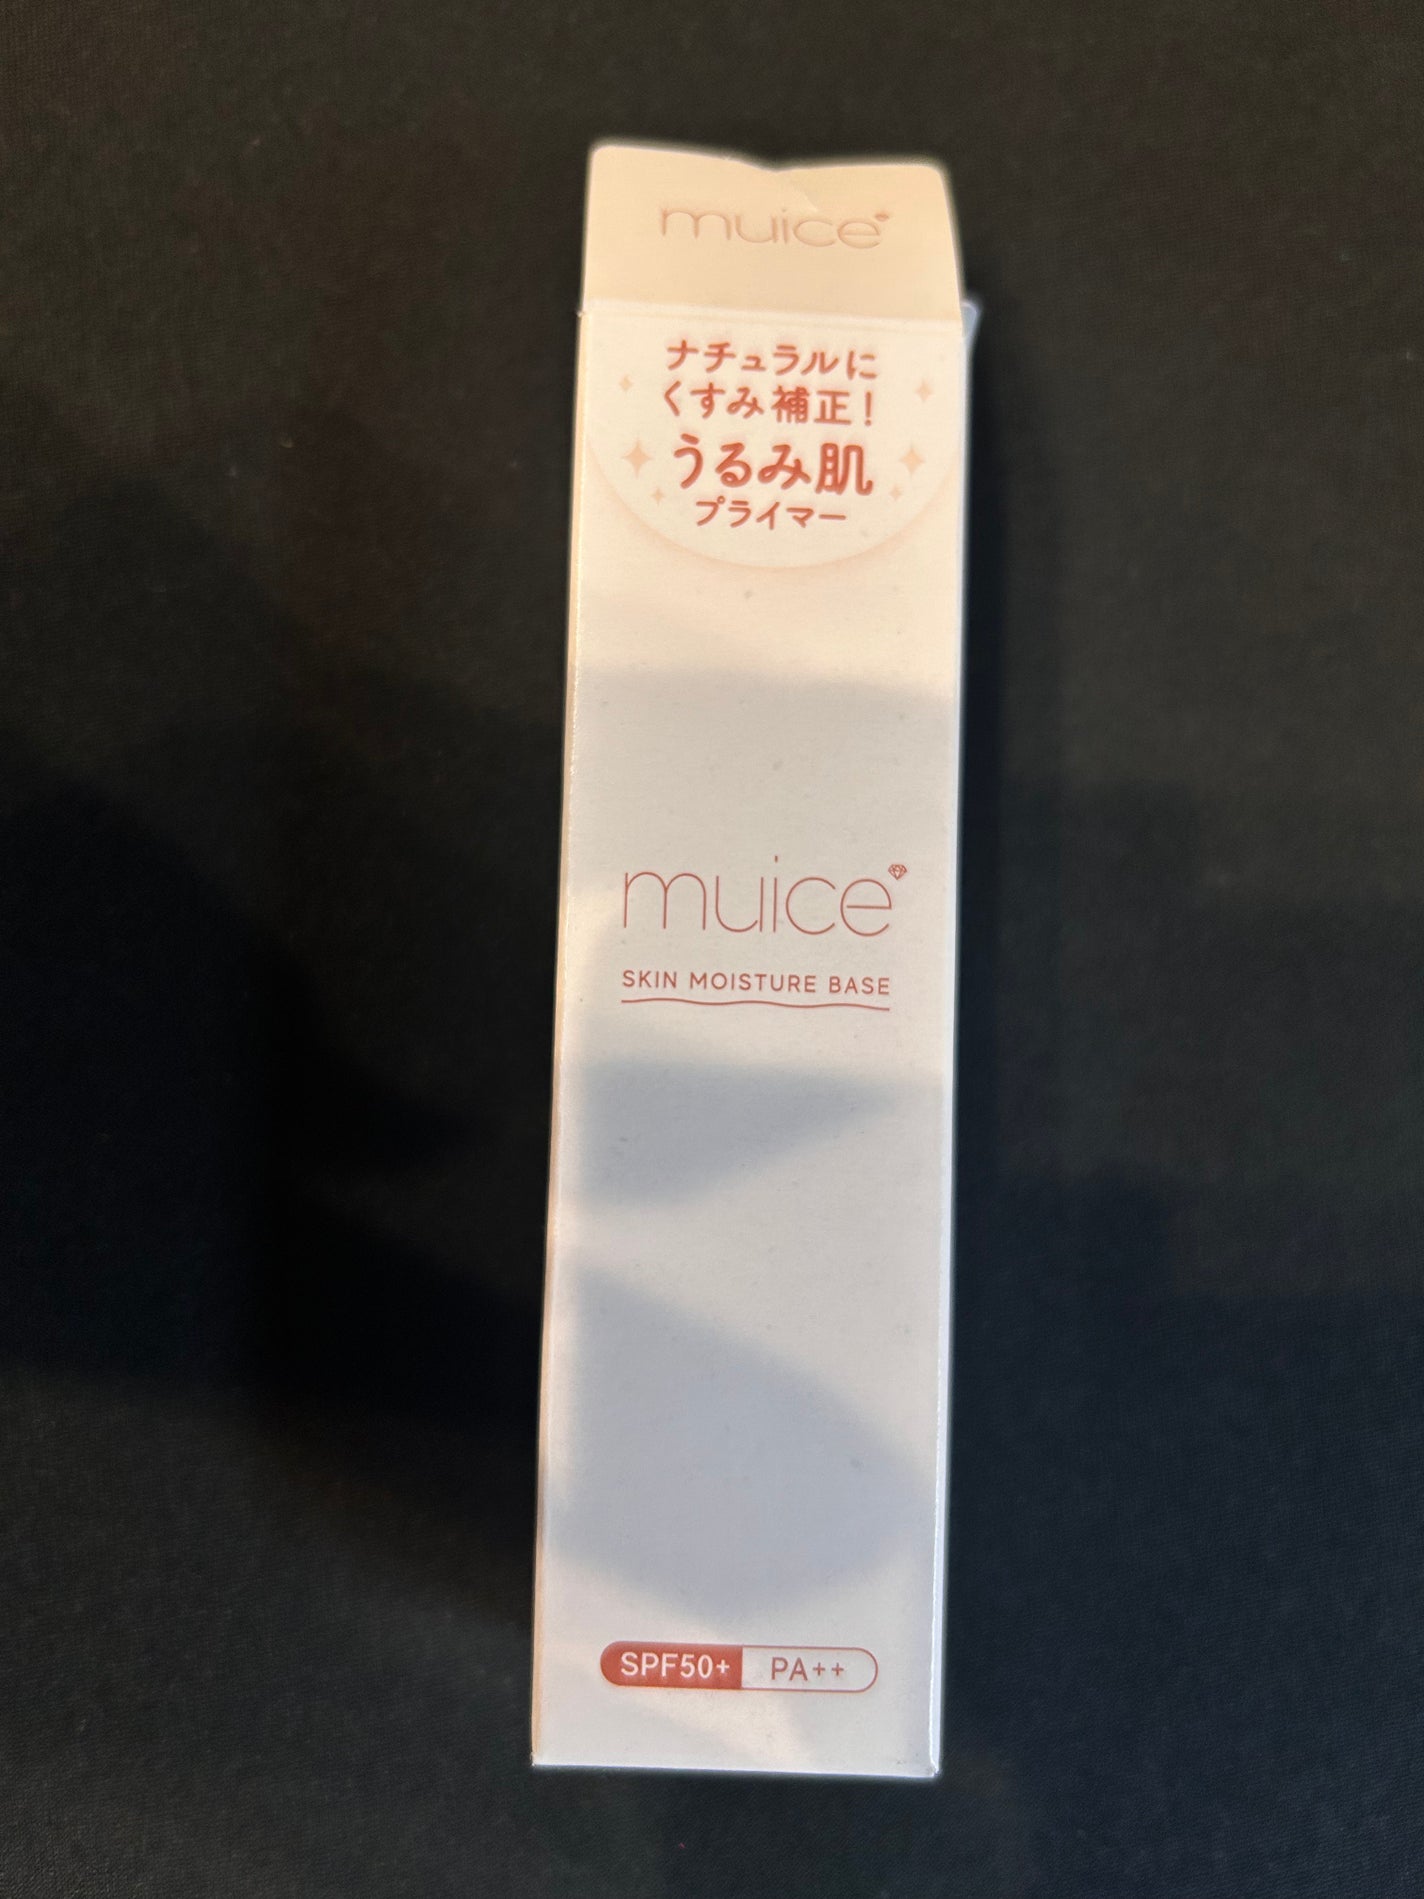 muice
ナチュラルに
くすみ補正！
うるみ肌
プライマー
muice
SKIN MOISTURE BASE
SPF50+ PA++